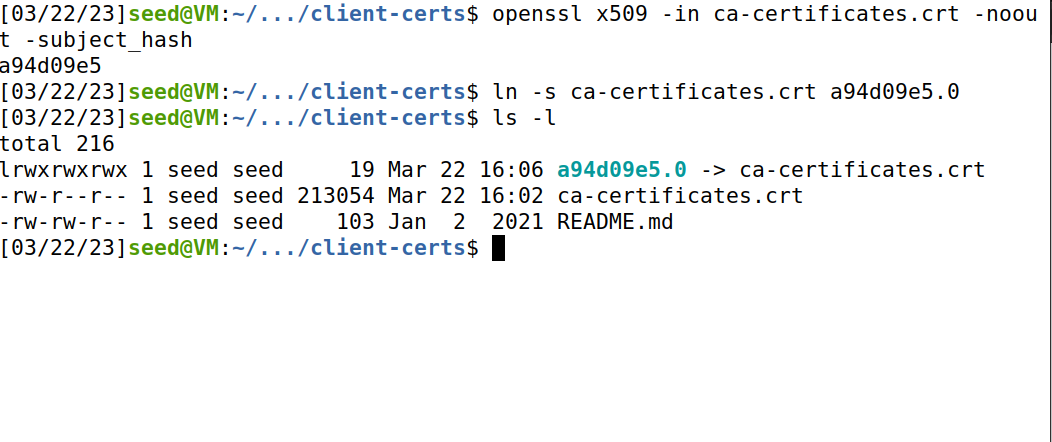 [03/22/23]seed@VM:~/.../client-certs$ openssl x509 -in ca-certificates.crt -noou
t -subject_hash
a94d09e5
[03/22/23]seed@VM:~/.../client-certs$ ln -s ca-certificates.crt a94d09e5.0
[03/22/23]seed@VM:~/.../client-certs$ ls -l
total 216
lrwxrwxrwx 1 seed seed     19 Mar 22 16:06 a94d09e5.0 -> ca-certificates.crt
-rw-r--r-- 1 seed seed 213054 Mar 22 16:02 ca-certificates.crt
-rw-rw-r-- 1 seed seed    103 Jan  2  2021 README.md
[03/22/23]seed@VM:~/.../client-certs$